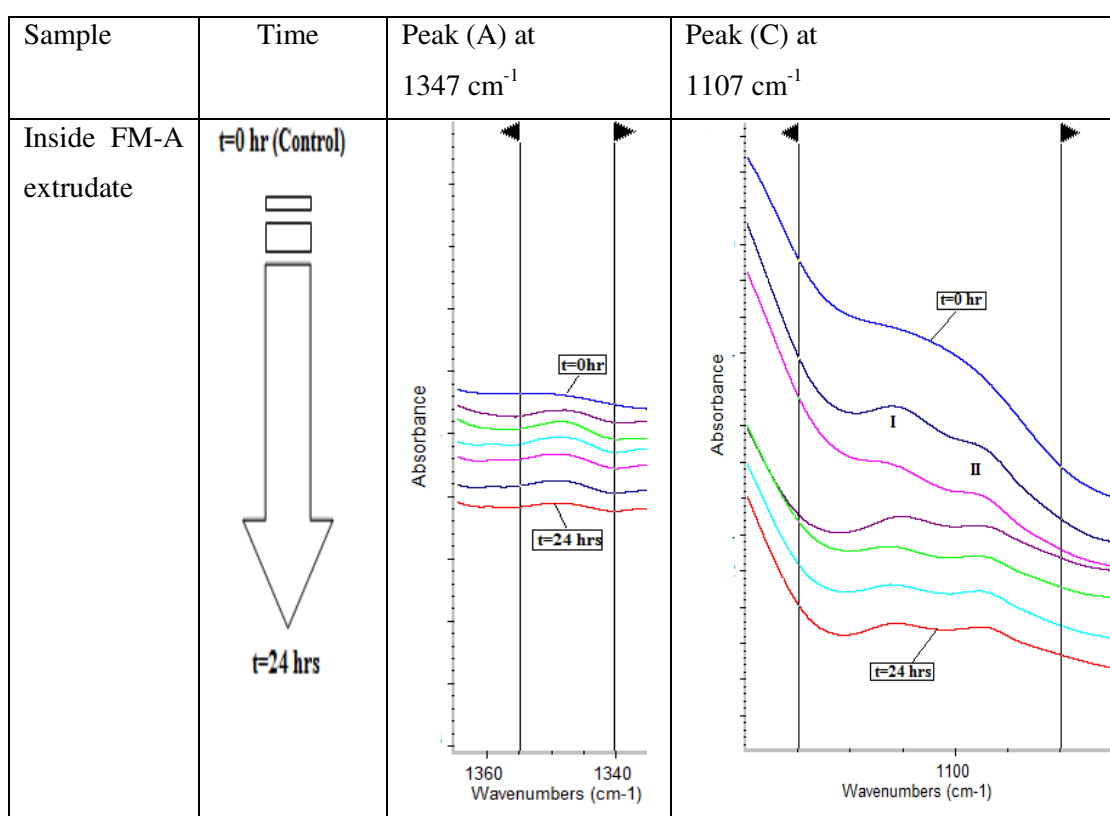 Sample
Time
Peak (A) at
1347 cm-1
Peak (C) at
1107 cm-1
Inside FM-A
extrudate
t=0 hr (Control)
t=24 hrs
Absorbance
t=0hr
t=24 hrs
1360 1340
Wavenumbers (cm-1)
Absorbance
t=0 hr
I
II
t=24 hrs
1100
Wavenumbers (cm-1)